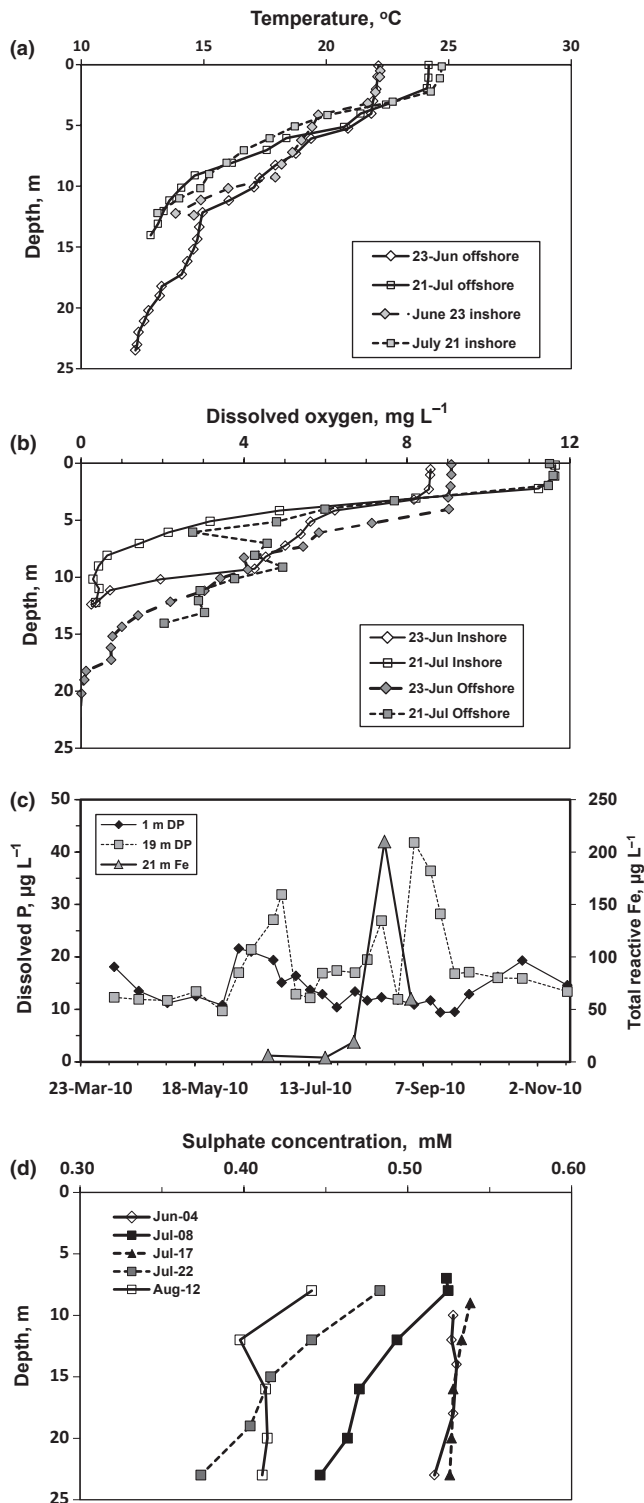 Temperature, °C
(a)
10 15 20 25 30
0
5
10
15
20
25
Depth, m
23-Jun offshore
21-Jul offshore
June 23 inshore
July 21 inshore
Dissolved oxygen, mg L⁻¹
(b)
0 4 8 12
0
5
10
15
20
25
Depth, m
23-Jun Inshore
21-Jul Inshore
23-Jun Offshore
21-Jul Offshore
(c)
50
40
30
20
10
0
Dissolved P, µg L⁻¹
1 m DP
19 m DP
21 m Fe
250
200
150
100
50
0
Total reactive Fe, µg L⁻¹
23-Mar-10 18-May-10 13-Jul-10 7-Sep-10 2-Nov-10
(d)
Sulphate concentration, mM
0.30 0.40 0.50 0.60
0
5
10
15
20
25
Depth, m
Jun-04
Jul-08
Jul-17
Jul-22
Aug-12